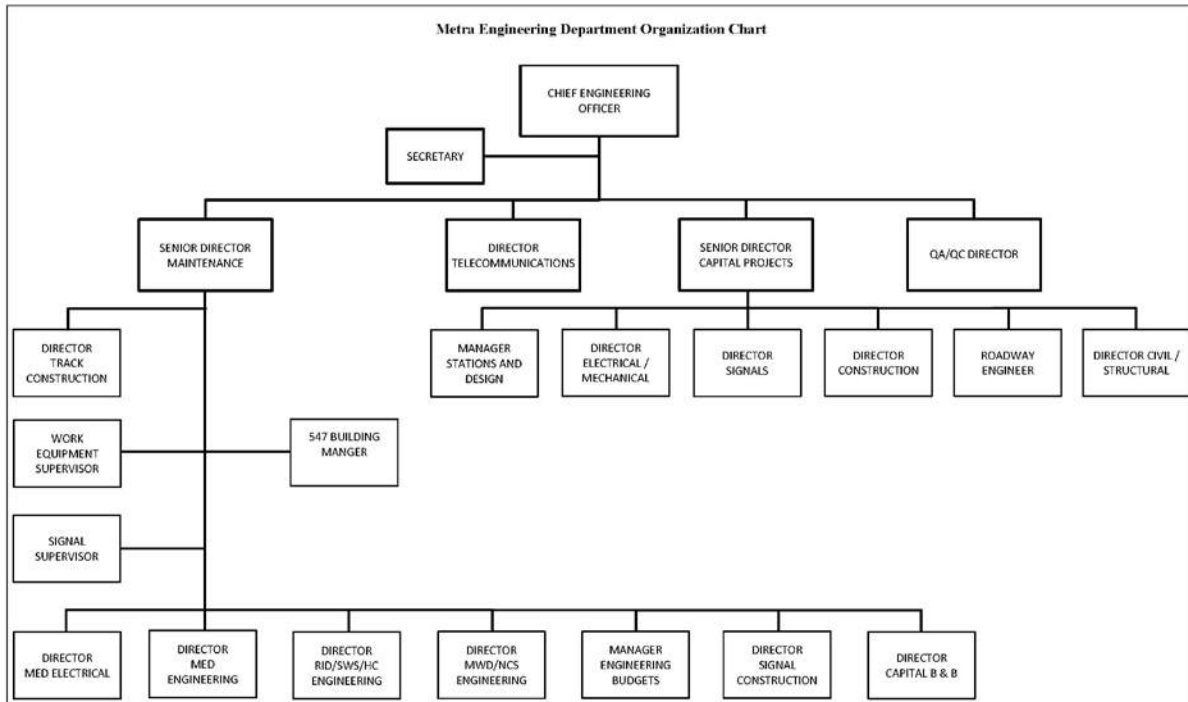 Metra Engineering Department Organization Chart
CHIEF ENGINEERING
OFFICER
SECRETARY
SENIOR DIRECTOR
MAINTENANCE
DIRECTOR
TELECOMMUNICATIONS
SENIOR DIRECTOR
CAPITAL PROJECTS
QA/QC DIRECTOR
DIRECTOR
TRACK
CONSTRUCTION
MANAGER
STATIONS AND
DESIGN
DIRECTOR
ELECTRICAL /
MECHANICAL
DIRECTOR
SIGNALS
DIRECTOR
CONSTRUCTION
ROADWAY
ENGINEER
DIRECTOR CIVIL /
STRUCTURAL
WORK
EQUIPMENT
SUPERVISOR
547 BUILDING
MANGER
SIGNAL
SUPERVISOR
DIRECTOR
MED ELECTRICAL
DIRECTOR
MED
ENGINEERING
DIRECTOR
RID/SWS/HC
ENGINEERING
DIRECTOR
MWD/NCS
ENGINEERING
MANAGER
ENGINEERING
BUDGETS
DIRECTOR
SIGNAL
CONSTRUCTION
DIRECTOR
CAPITAL B & B